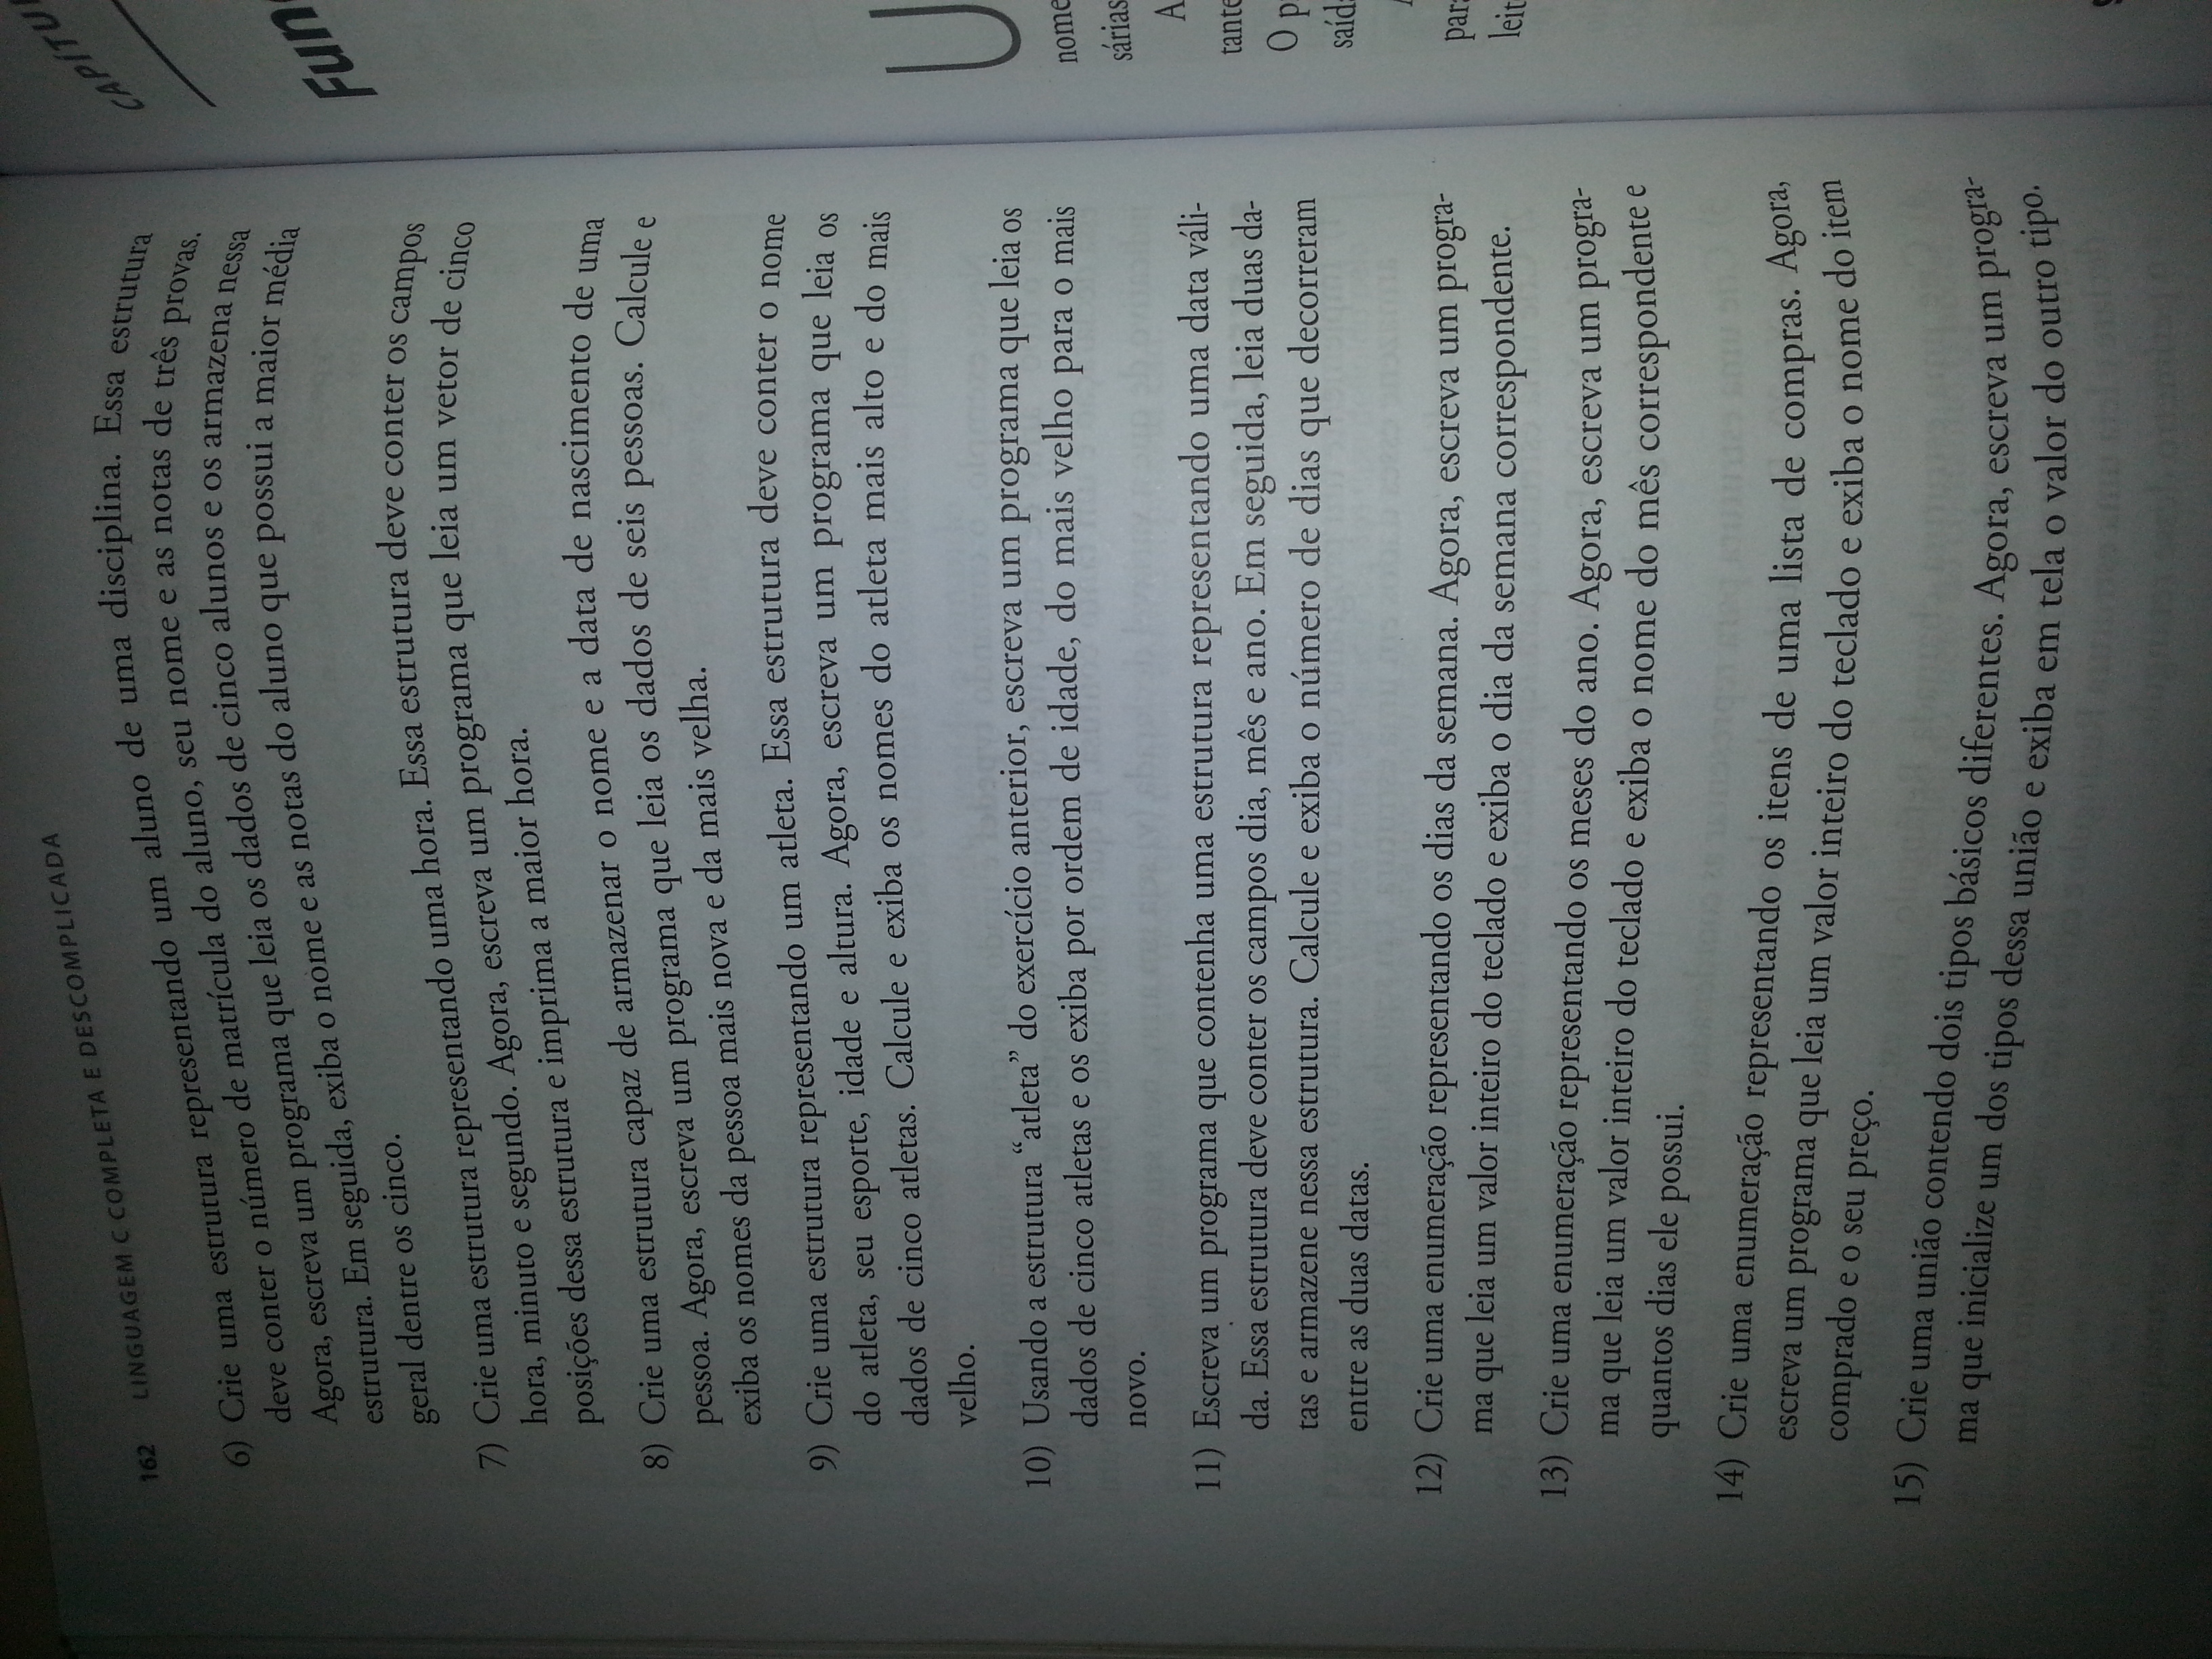 162 LINGUAGEM C COMPLETA E DESCOMPLICADA
6) Crie uma estrutura representando um aluno de uma disciplina. Essa estrutura
deve conter o número de matrícula do aluno, seu nome e as notas de três provas.
Agora, escreva um programa que leia os dados de cinco alunos e os armazena nessa
estrutura. Em seguida, exiba o nome e as notas do aluno que possui a maior média
geral dentre os cinco.
7) Crie uma estrutura representando uma hora. Essa estrutura deve conter os campos
hora, minuto e segundo. Agora, escreva um programa que leia um vetor de cinco
posições dessa estrutura e imprima a maior hora.
8) Crie uma estrutura capaz de armazenar o nome e a data de nascimento de uma
pessoa. Agora, escreva um programa que leia os dados de seis pessoas. Calcule e
exiba os nomes da pessoa mais nova e da mais velha.
9) Crie uma estrutura representando um atleta. Essa estrutura deve conter o nome
do atleta, seu esporte, idade e altura. Agora, escreva um programa que leia os
dados de cinco atletas. Calcule e exiba os nomes do atleta mais alto e do mais
velho.
10) Usando a estrutura “atleta” do exercício anterior, escreva um programa que leia os
dados de cinco atletas e os exiba por ordem de idade, do mais velho para o mais
novo.
11) Escreva um programa que contenha uma estrutura representando uma data váli-
da. Essa estrutura deve conter os campos dia, mês e ano. Em seguida, leia duas da-
tas e armazene nessa estrutura. Calcule e exiba o número de dias que decorreram
entre as duas datas.
12) Crie uma enumeração representando os dias da semana. Agora, escreva um progra-
ma que leia um valor inteiro do teclado e exiba o dia da semana correspondente.
13) Crie uma enumeração representando os meses do ano. Agora, escreva um progra-
ma que leia um valor inteiro do teclado e exiba o nome do mês correspondente e
quantos dias ele possui.
14) Crie uma enumeração representando os itens de uma lista de compras. Agora,
escreva um programa que leia um valor inteiro do teclado e exiba o nome do item
comprado e o seu preço.
15) Crie uma união contendo dois tipos básicos diferentes. Agora, escreva um progra-
ma que inicialize um dos tipos dessa união e exiba em tela o valor do outro tipo.
CAPÍTU
Fun
U
nome
sárias
A
tante
O p
saíd
par
leit